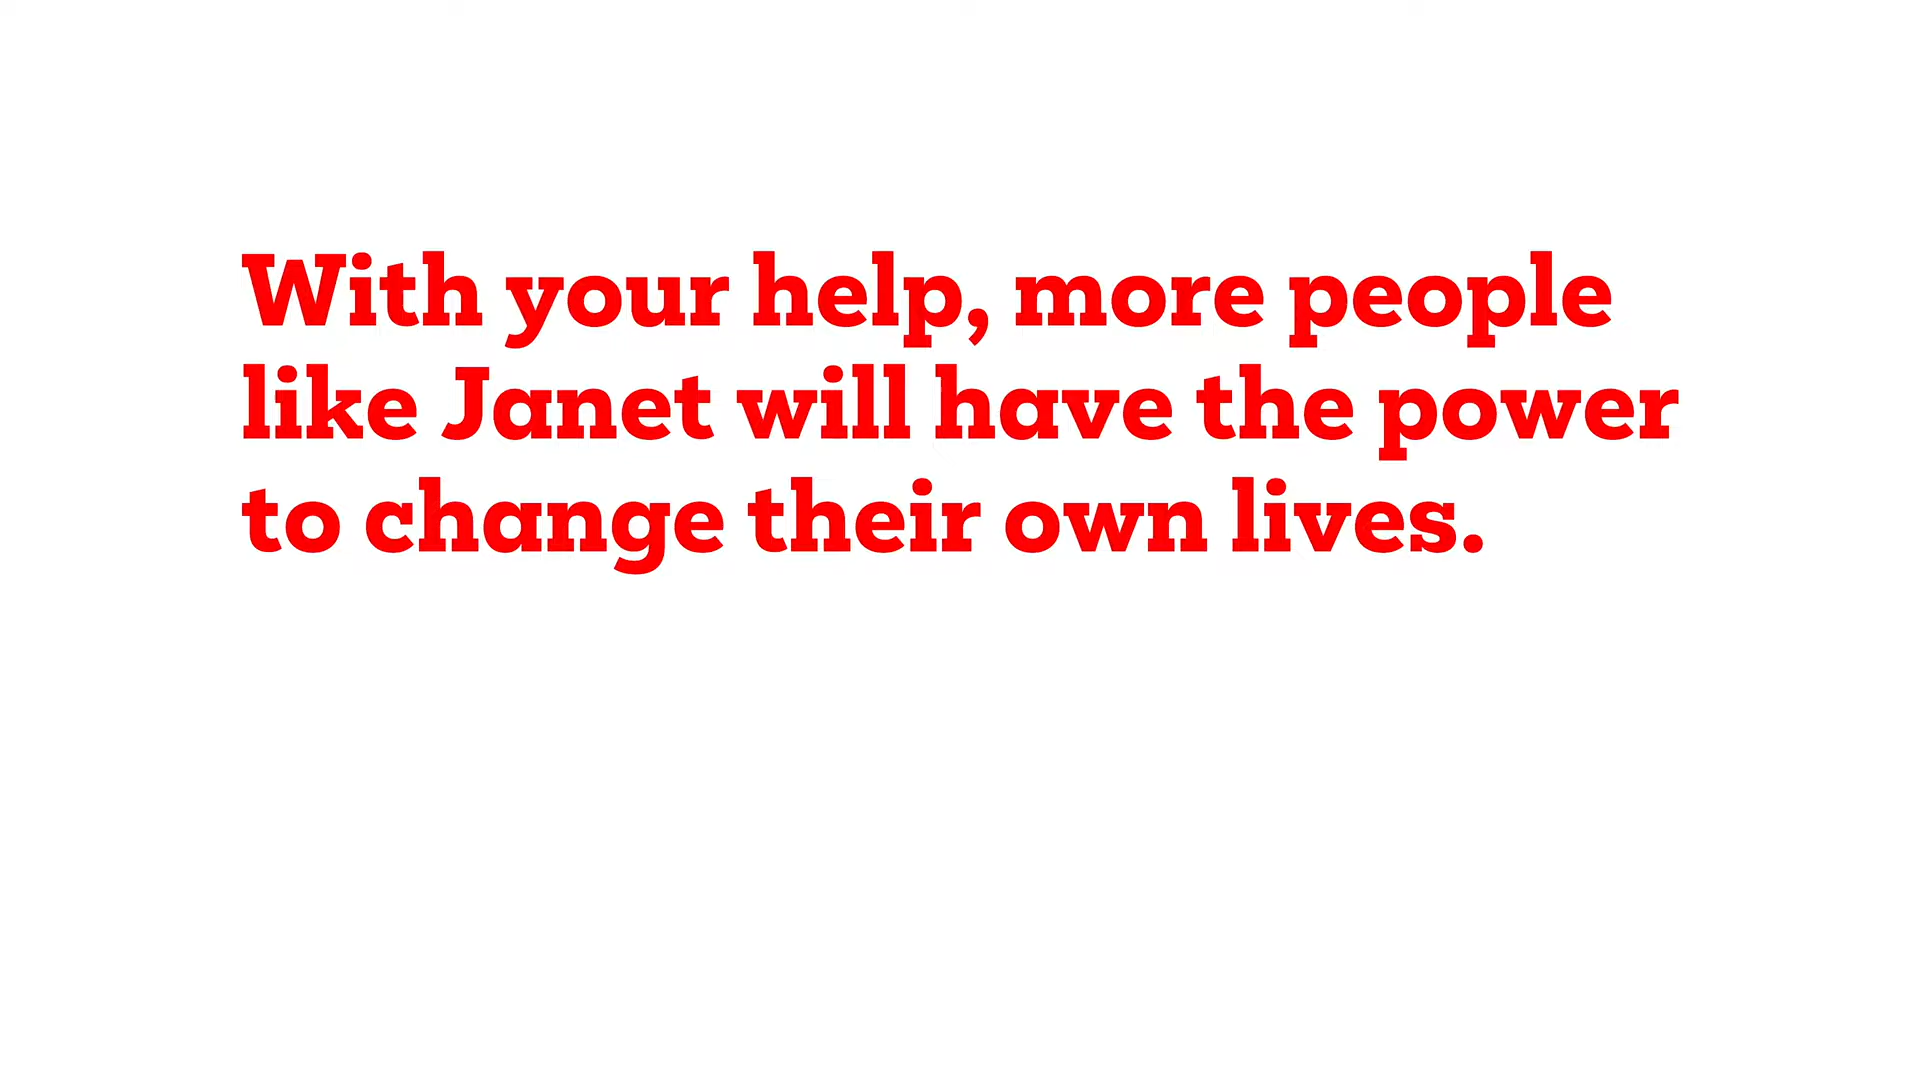 With your help, more people
like Janet will have the power
to change their own lives.